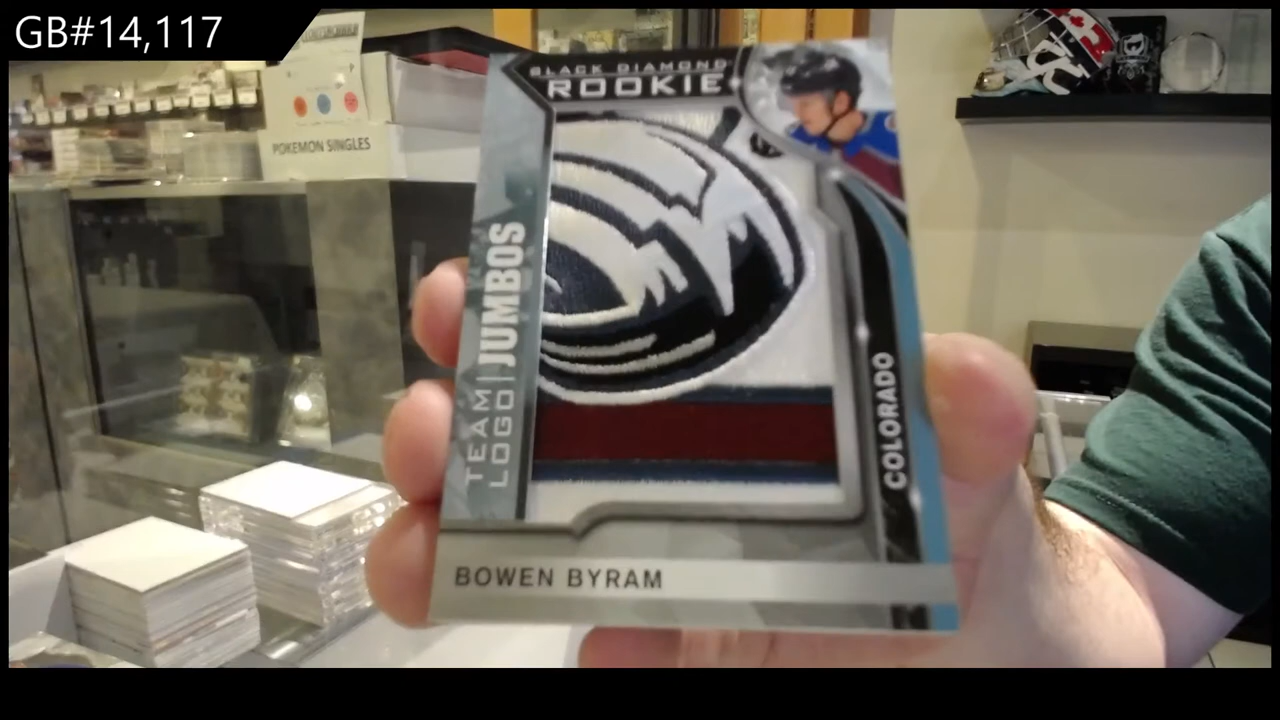 GB#14,117
POKEMON SINGLES
BLACK DIAMOND
ROOKIE
TEAM
LOGO
JUMBOS
COLORADO
BOWEN BYRAM